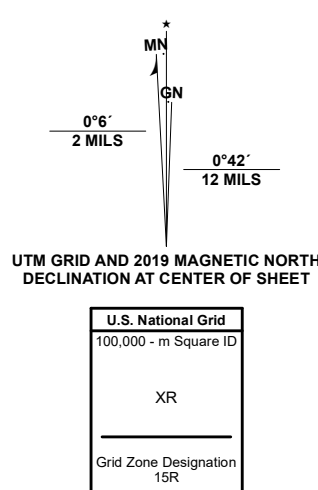 MN
GN
0°6´
2 MILS
0°42´
12 MILS
UTM GRID AND 2019 MAGNETIC NORTH
DECLINATION AT CENTER OF SHEET
U.S. National Grid
100,000 - m Square ID
XR
Grid Zone Designation
15R